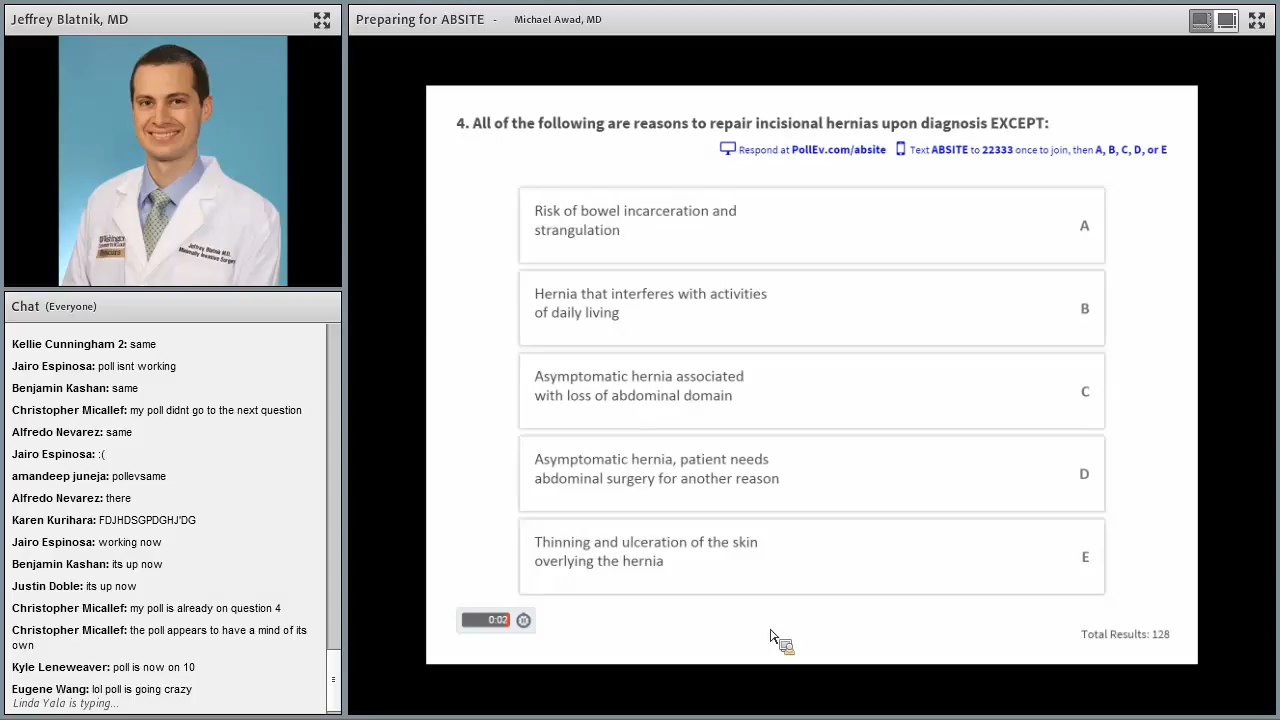 Jeffrey Blatnik, MD
Preparing for ABSITE - Michael Awad, MD
Jeffrey Blatnik M.D.
Chat (Everyone)
Kellie Cunningham 2: same
Jairo Espinosa: poll isnt working
Benjamin Kashan: same
Christopher Micallef: my poll didnt go to the next question
Alfredo Nevarez: same
Jairo Espinosa: :(
amandeep juneja: pollevsame
Alfredo Nevarez: there
Karen Kurihara: FDJHDSGPDGHJ'DG
Jairo Espinosa: working now
Benjamin Kashan: its up now
Justin Doble: its up now
Christopher Micallef: my poll is already on question 4
Christopher Micallef: the poll appears to have a mind of its
own
Kyle Leneweaver: poll is now on 10
Eugene Wang: lol poll is going crazy
Linda Yala is typing...
4. All of the following are reasons to repair incisional hernias upon diagnosis EXCEPT:
Respond at PollEv.com/absite Text ABSITE to 22333 once to join, then A, B, C, D, or E
Risk of bowel incarceration and
strangulation
A
Hernia that interferes with activities
of daily living
B
Asymptomatic hernia associated
with loss of abdominal domain
C
Asymptomatic hernia, patient needs
abdominal surgery for another reason
D
Thinning and ulceration of the skin
overlying the hernia
E
0:02
Total Results: 128